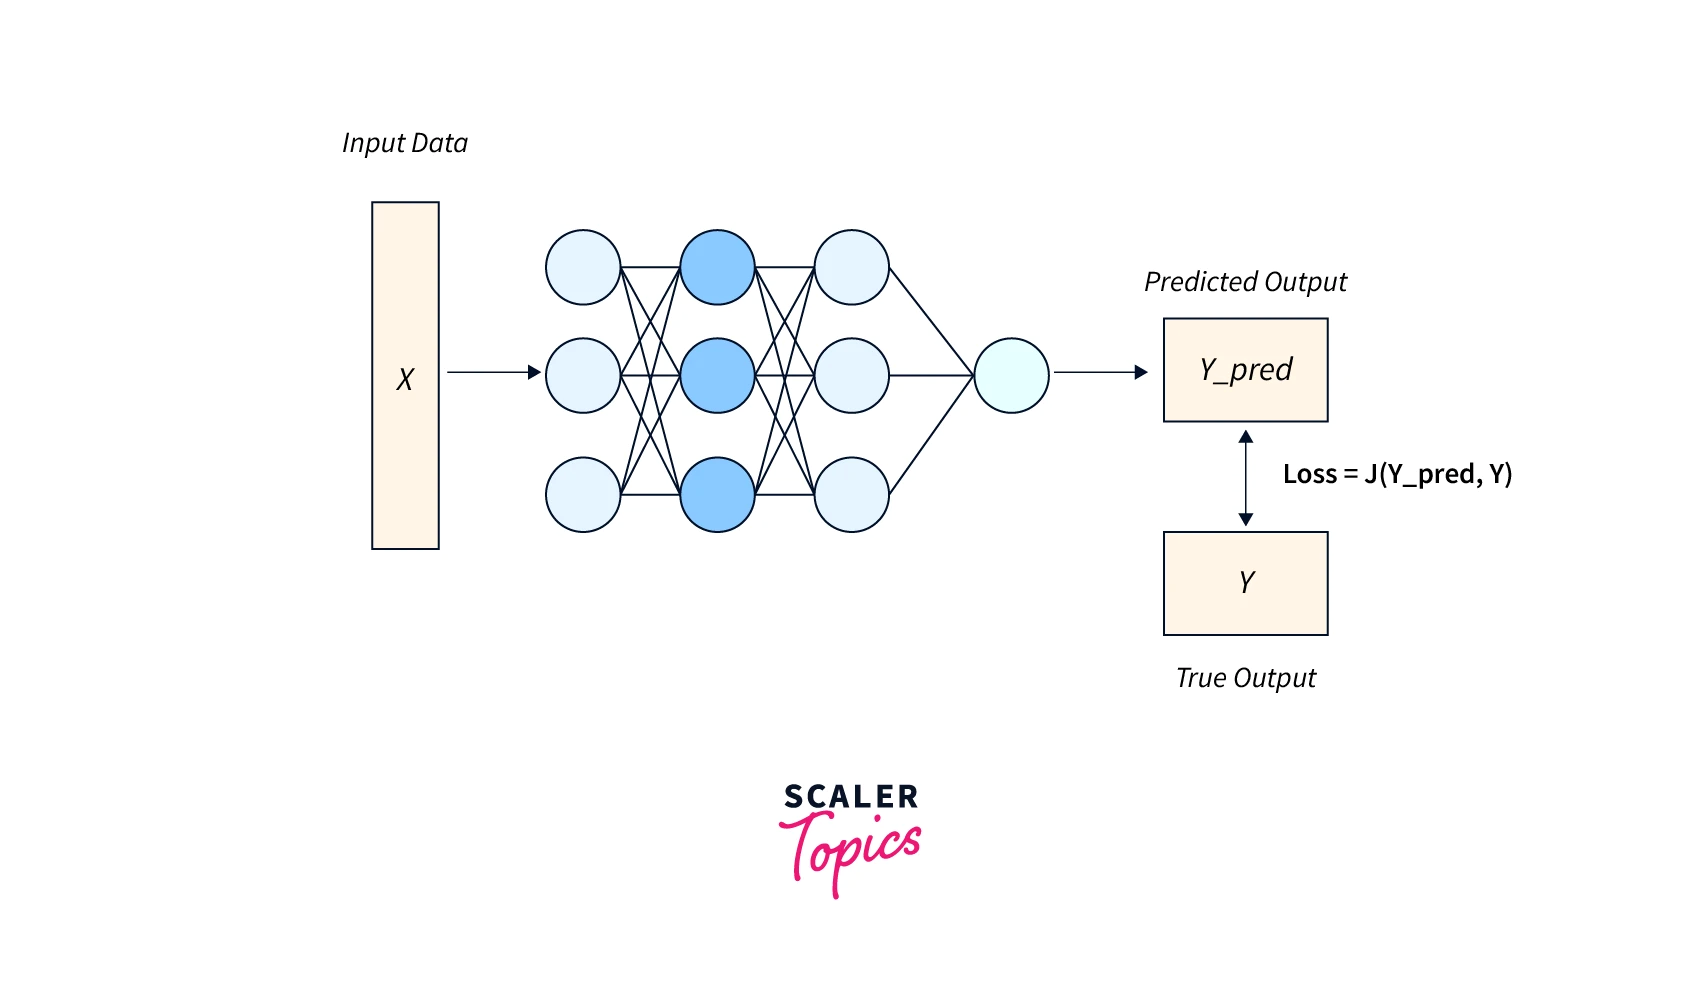 Input Data
X
Predicted Output
Y_pred
Loss = J(Y_pred, Y)
Y
True Output
SCALER
Topics